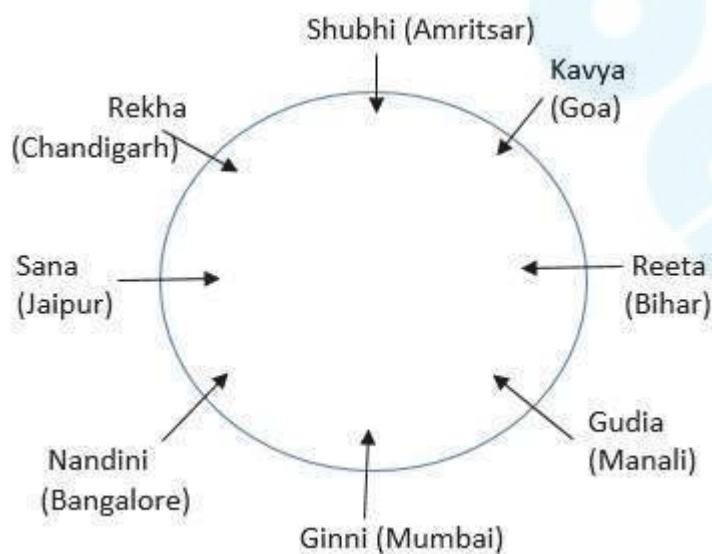 Shubhi (Amritsar)
Kavya
(Goa)
Rekha
(Chandigarh)
Sana
(Jaipur)
Reeta
(Bihar)
Gudia
(Manali)
Nandini
(Bangalore)
Ginni (Mumbai)